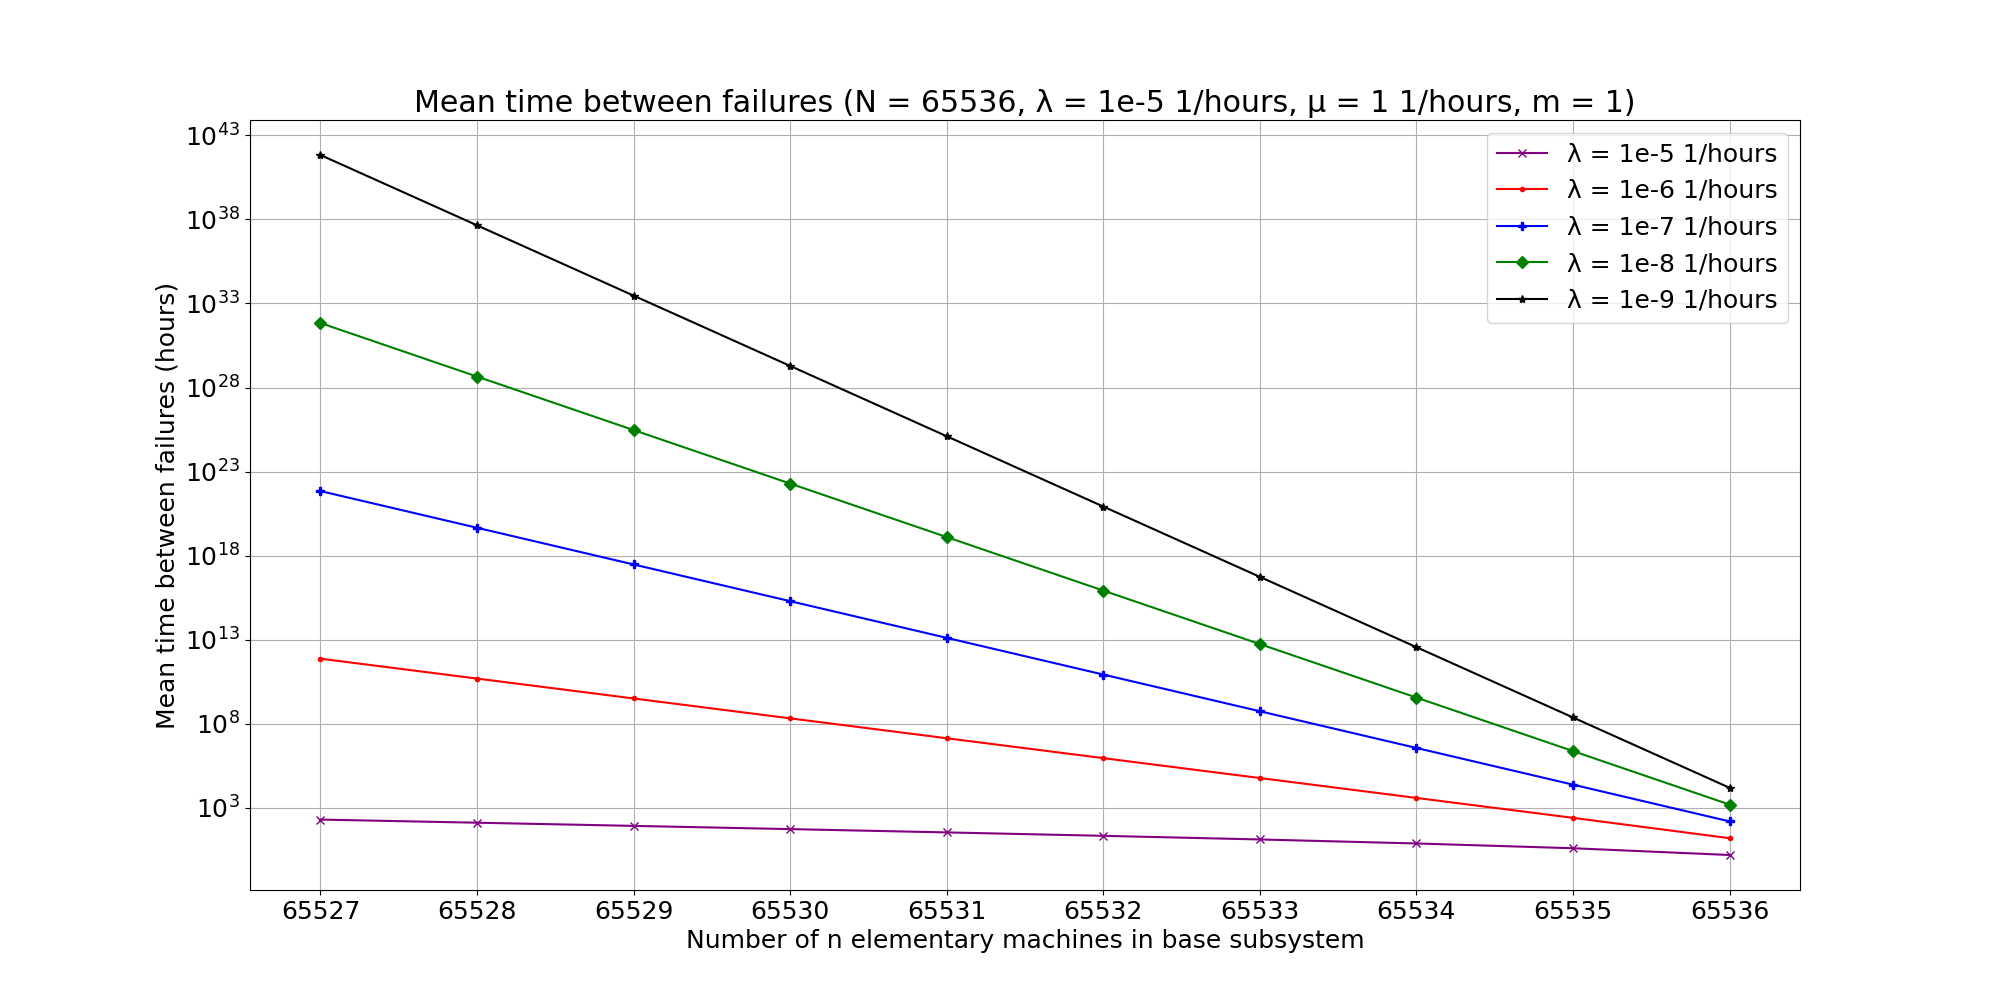 Mean time between failures (N = 65536, λ = 1e-5 1/hours, μ = 1 1/hours, m = 1)
10^43
10^38
10^33
10^28
10^23
10^18
10^13
10^8
10^3
Mean time between failures (hours)
λ = 1e-5 1/hours
λ = 1e-6 1/hours
λ = 1e-7 1/hours
λ = 1e-8 1/hours
λ = 1e-9 1/hours
65527 65528 65529 65530 65531 65532 65533 65534 65535 65536
Number of n elementary machines in base subsystem